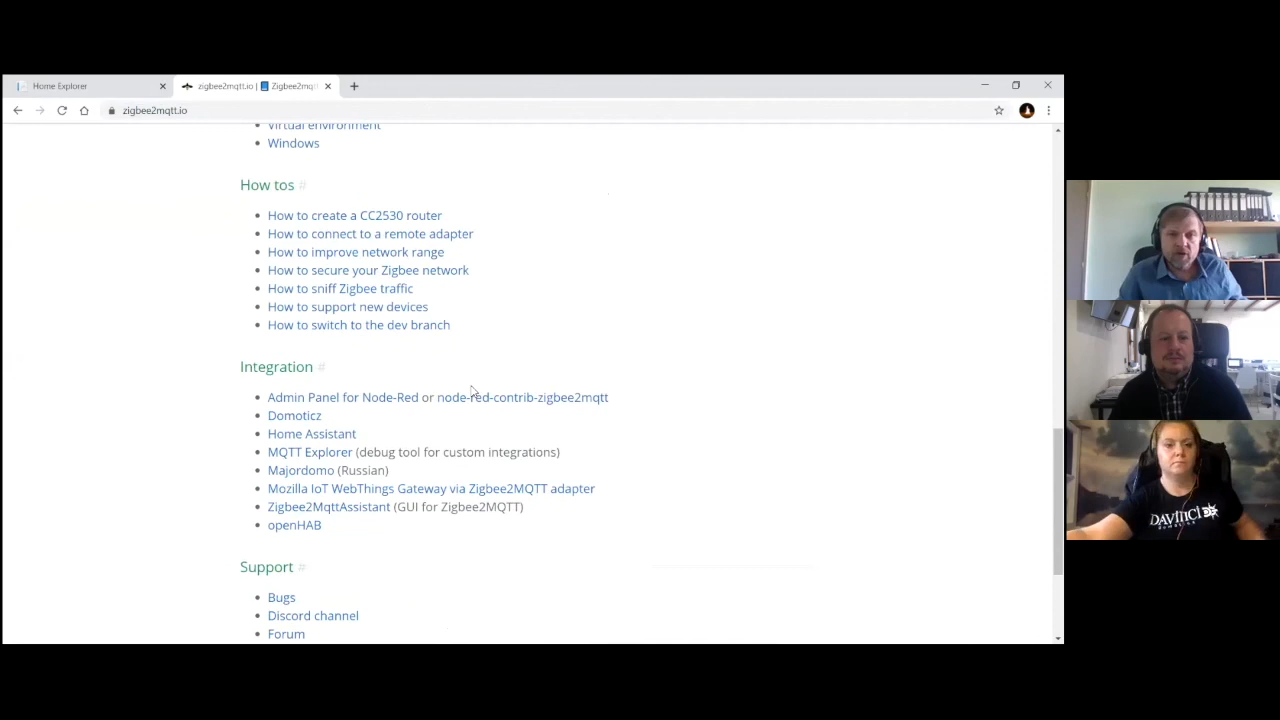 Home Explorer
zigbee2mqtt.io | Zigbee2mq
zigbee2mqtt.io
Virtual environment
Windows
How tos #
How to create a CC2530 router
How to connect to a remote adapter
How to improve network range
How to secure your Zigbee network
How to sniff Zigbee traffic
How to support new devices
How to switch to the dev branch
Integration #
Admin Panel for Node-Red or node-red-contrib-zigbee2mqtt
Domoticz
Home Assistant
MQTT Explorer (debug tool for custom integrations)
Majordomo (Russian)
Mozilla IoT WebThings Gateway via Zigbee2MQTT adapter
Zigbee2MqttAssistant (GUI for Zigbee2MQTT)
openHAB
Support #
Bugs
Discord channel
Forum
DAVINCI
domotics